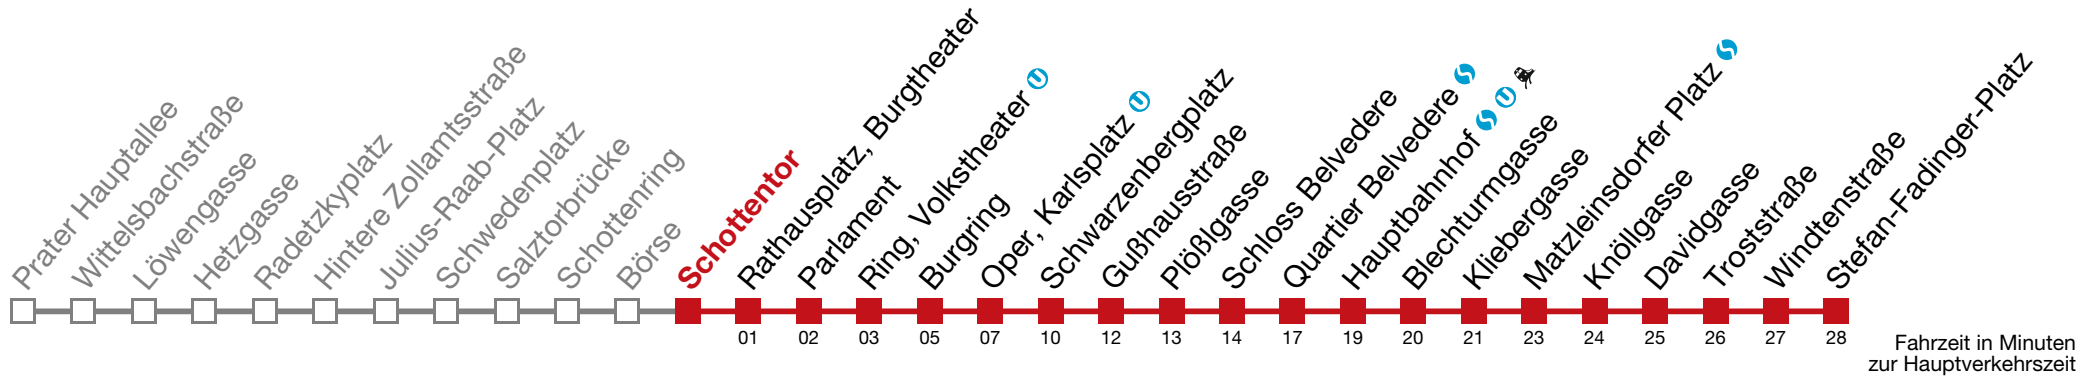 Prater Hauptallee
Wittelsbachstraße
Löwengasse
Hetzgasse
Radetzkyplatz
Hintere Zollamtsstraße
Julius-Raab-Platz
Schwedenplatz
Salztorbrücke
Schottenring
Börse
Schottentor
Rathausplatz, Burgtheater
Parlament
Ring, Volkstheater U
Burgring
Oper, Karlsplatz U
Schwarzenbergplatz
Gußhausstraße
Plößlgasse
Schloss Belvedere
Quartier Belvedere S
Hauptbahnhof S U
Blechturmgasse
Kliebergasse
Matzleinsdorfer Platz S
Knöllgasse
Davidgasse
Troststraße
Windtenstraße
Stefan-Fadinger-Platz
01 02 03 05 07 10 12 13 14 17 19 20 21 23 24 25 26 27 28
Fahrzeit in Minuten
zur Hauptverkehrszeit